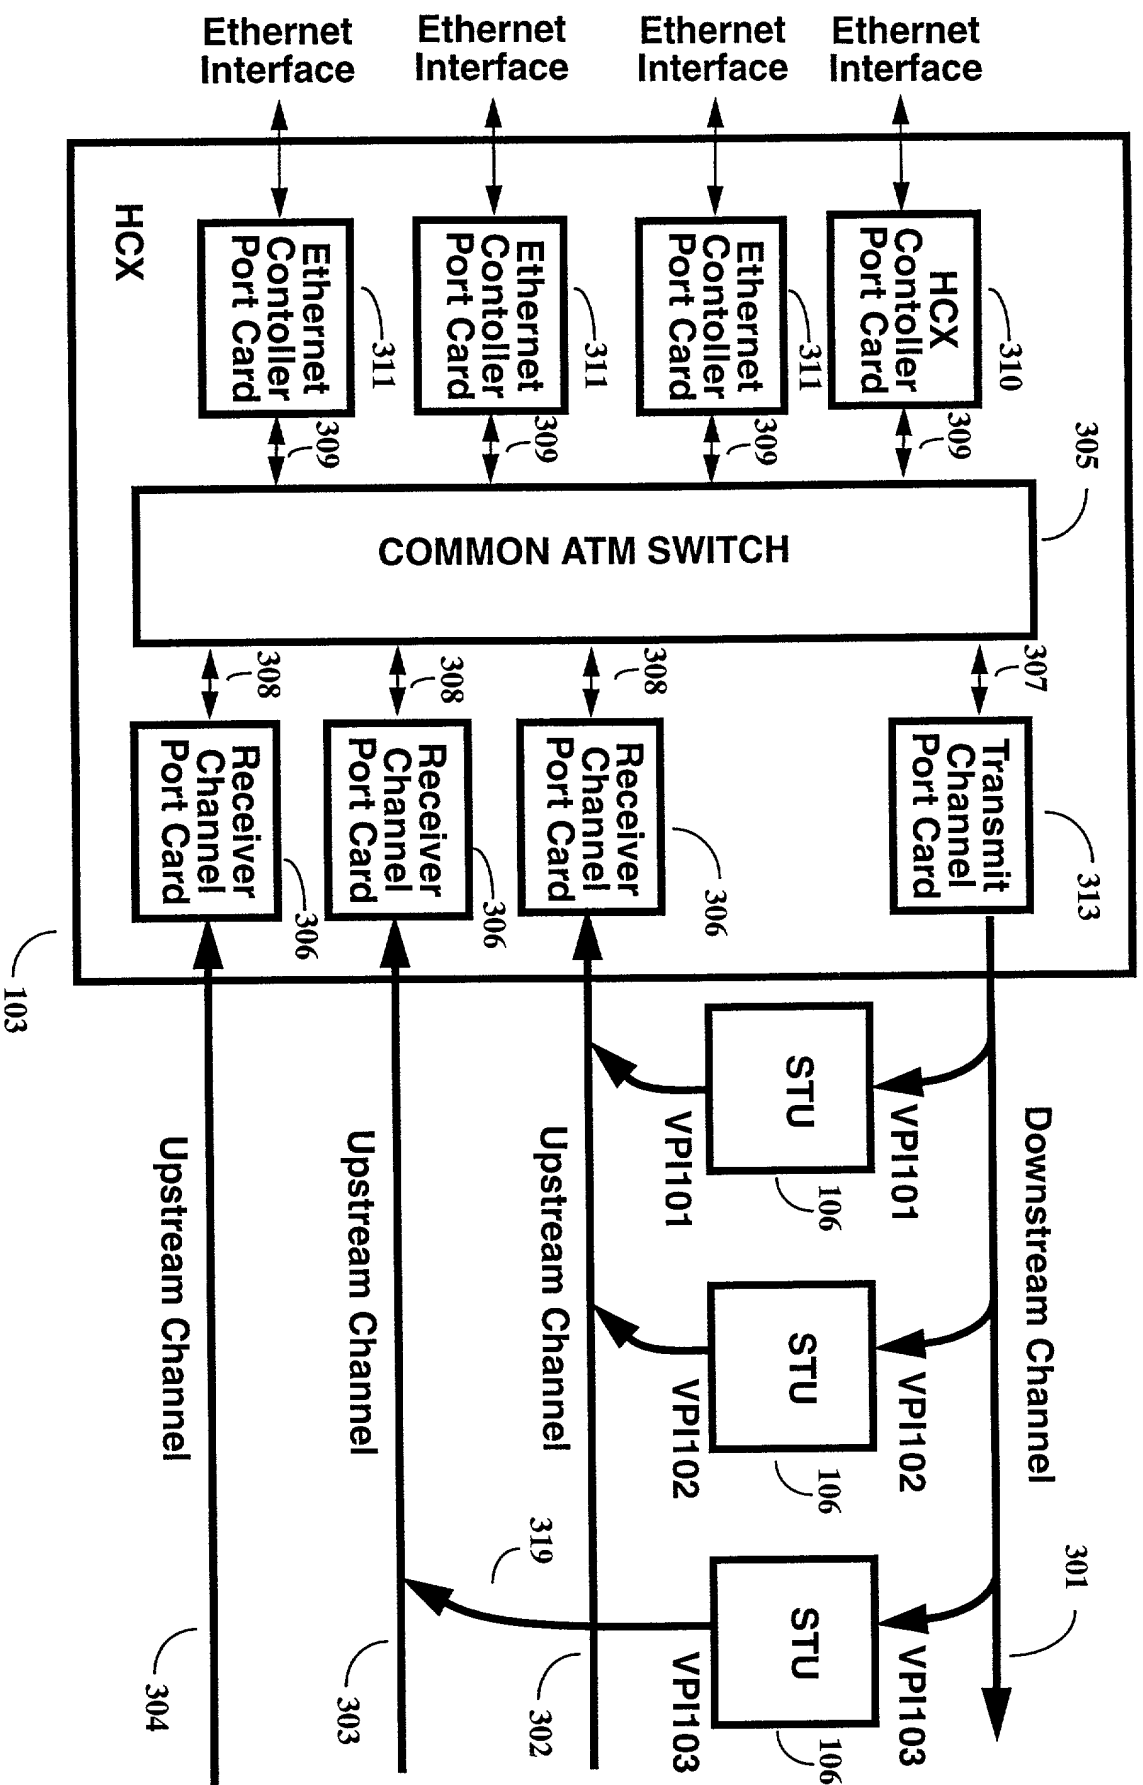 Ethernet
Interface
Ethernet
Interface
Ethernet
Interface
Ethernet
Interface
HCX
HCX
Contoller
Port Card
310
Ethernet
Contoller
Port Card
311
Ethernet
Contoller
Port Card
311
Ethernet
Contoller
Port Card
311
309
309
309
309
305
COMMON ATM SWITCH
307
308
308
308
Transmit
Channel
Port Card
313
Receiver
Channel
Port Card
306
Receiver
Channel
Port Card
306
Receiver
Channel
Port Card
306
103
Downstream Channel
301
VPI101
STU
106
VPI101
VPI102
STU
106
VPI102
VPI103
STU
106
VPI103
319
Upstream Channel
302
Upstream Channel
303
Upstream Channel
304